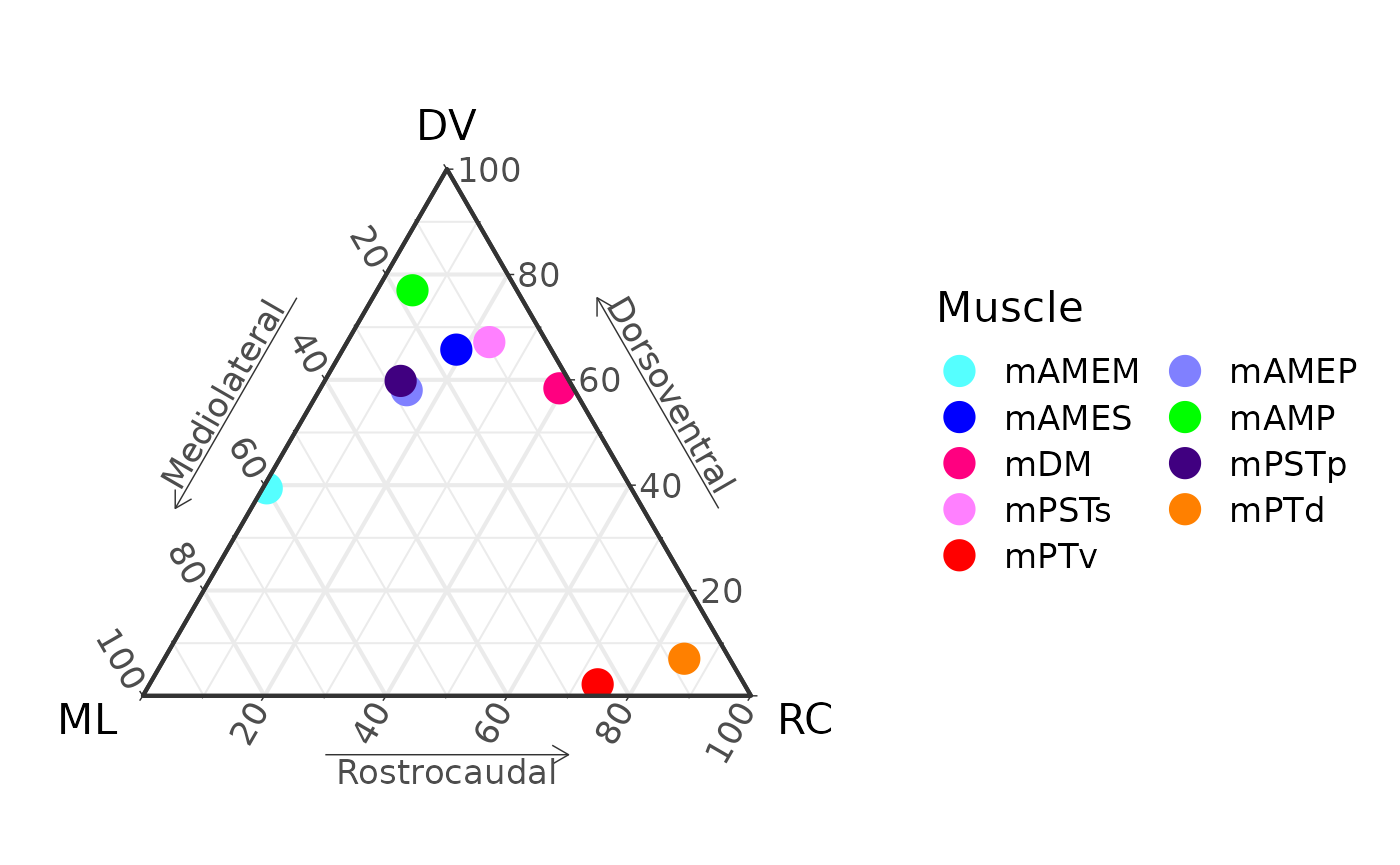 DV
100
20
80
Mediolateral
Dorsoventral
40
60
60
40
80
20
100
ML
RC
20
40
60
80
100
Rostrocaudal
Muscle
mAMEM
mAMEP
mAMES
mAMP
mDM
mPSTp
mPSTs
mPTd
mPTv